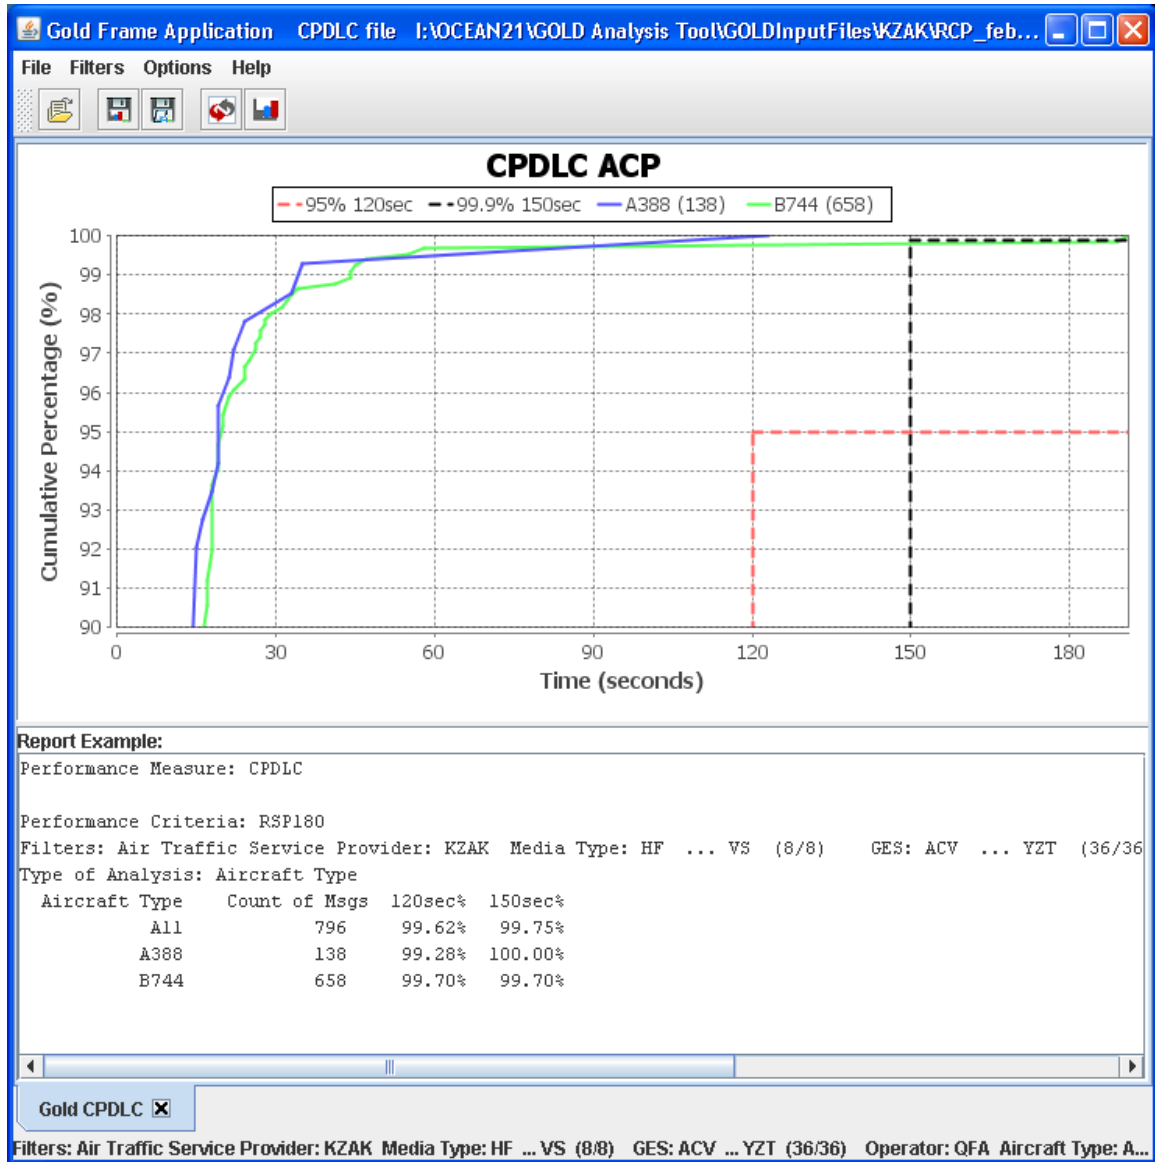 Gold Frame Application CPDLC file I:\OCEAN21\GOLD Analysis Tool\GOLDInputFiles\KZAK\RCP_feb...
File Filters Options Help
CPDLC ACP
95% 120sec 99.9% 150sec A388 (138) B744 (658)
100
99
98
97
96
95
94
93
92
91
90
Cumulative Percentage (%)
0 30 60 90 120 150 180
Time (seconds)
Report Example:
Performance Measure: CPDLC
Performance Criteria: RSP180
Filters: Air Traffic Service Provider: KZAK Media Type: HF ... VS (8/8) GES: ACV ... YZT (36/36
Type of Analysis: Aircraft Type
Aircraft Type Count of Msgs 120sec% 150sec%
All 796 99.62% 99.75%
A388 138 99.28% 100.00%
B744 658 99.70% 99.70%
Gold CPDLC
Filters: Air Traffic Service Provider: KZAK Media Type: HF ... VS (8/8) GES: ACV ... YZT (36/36) Operator: QFA Aircraft Type: A...